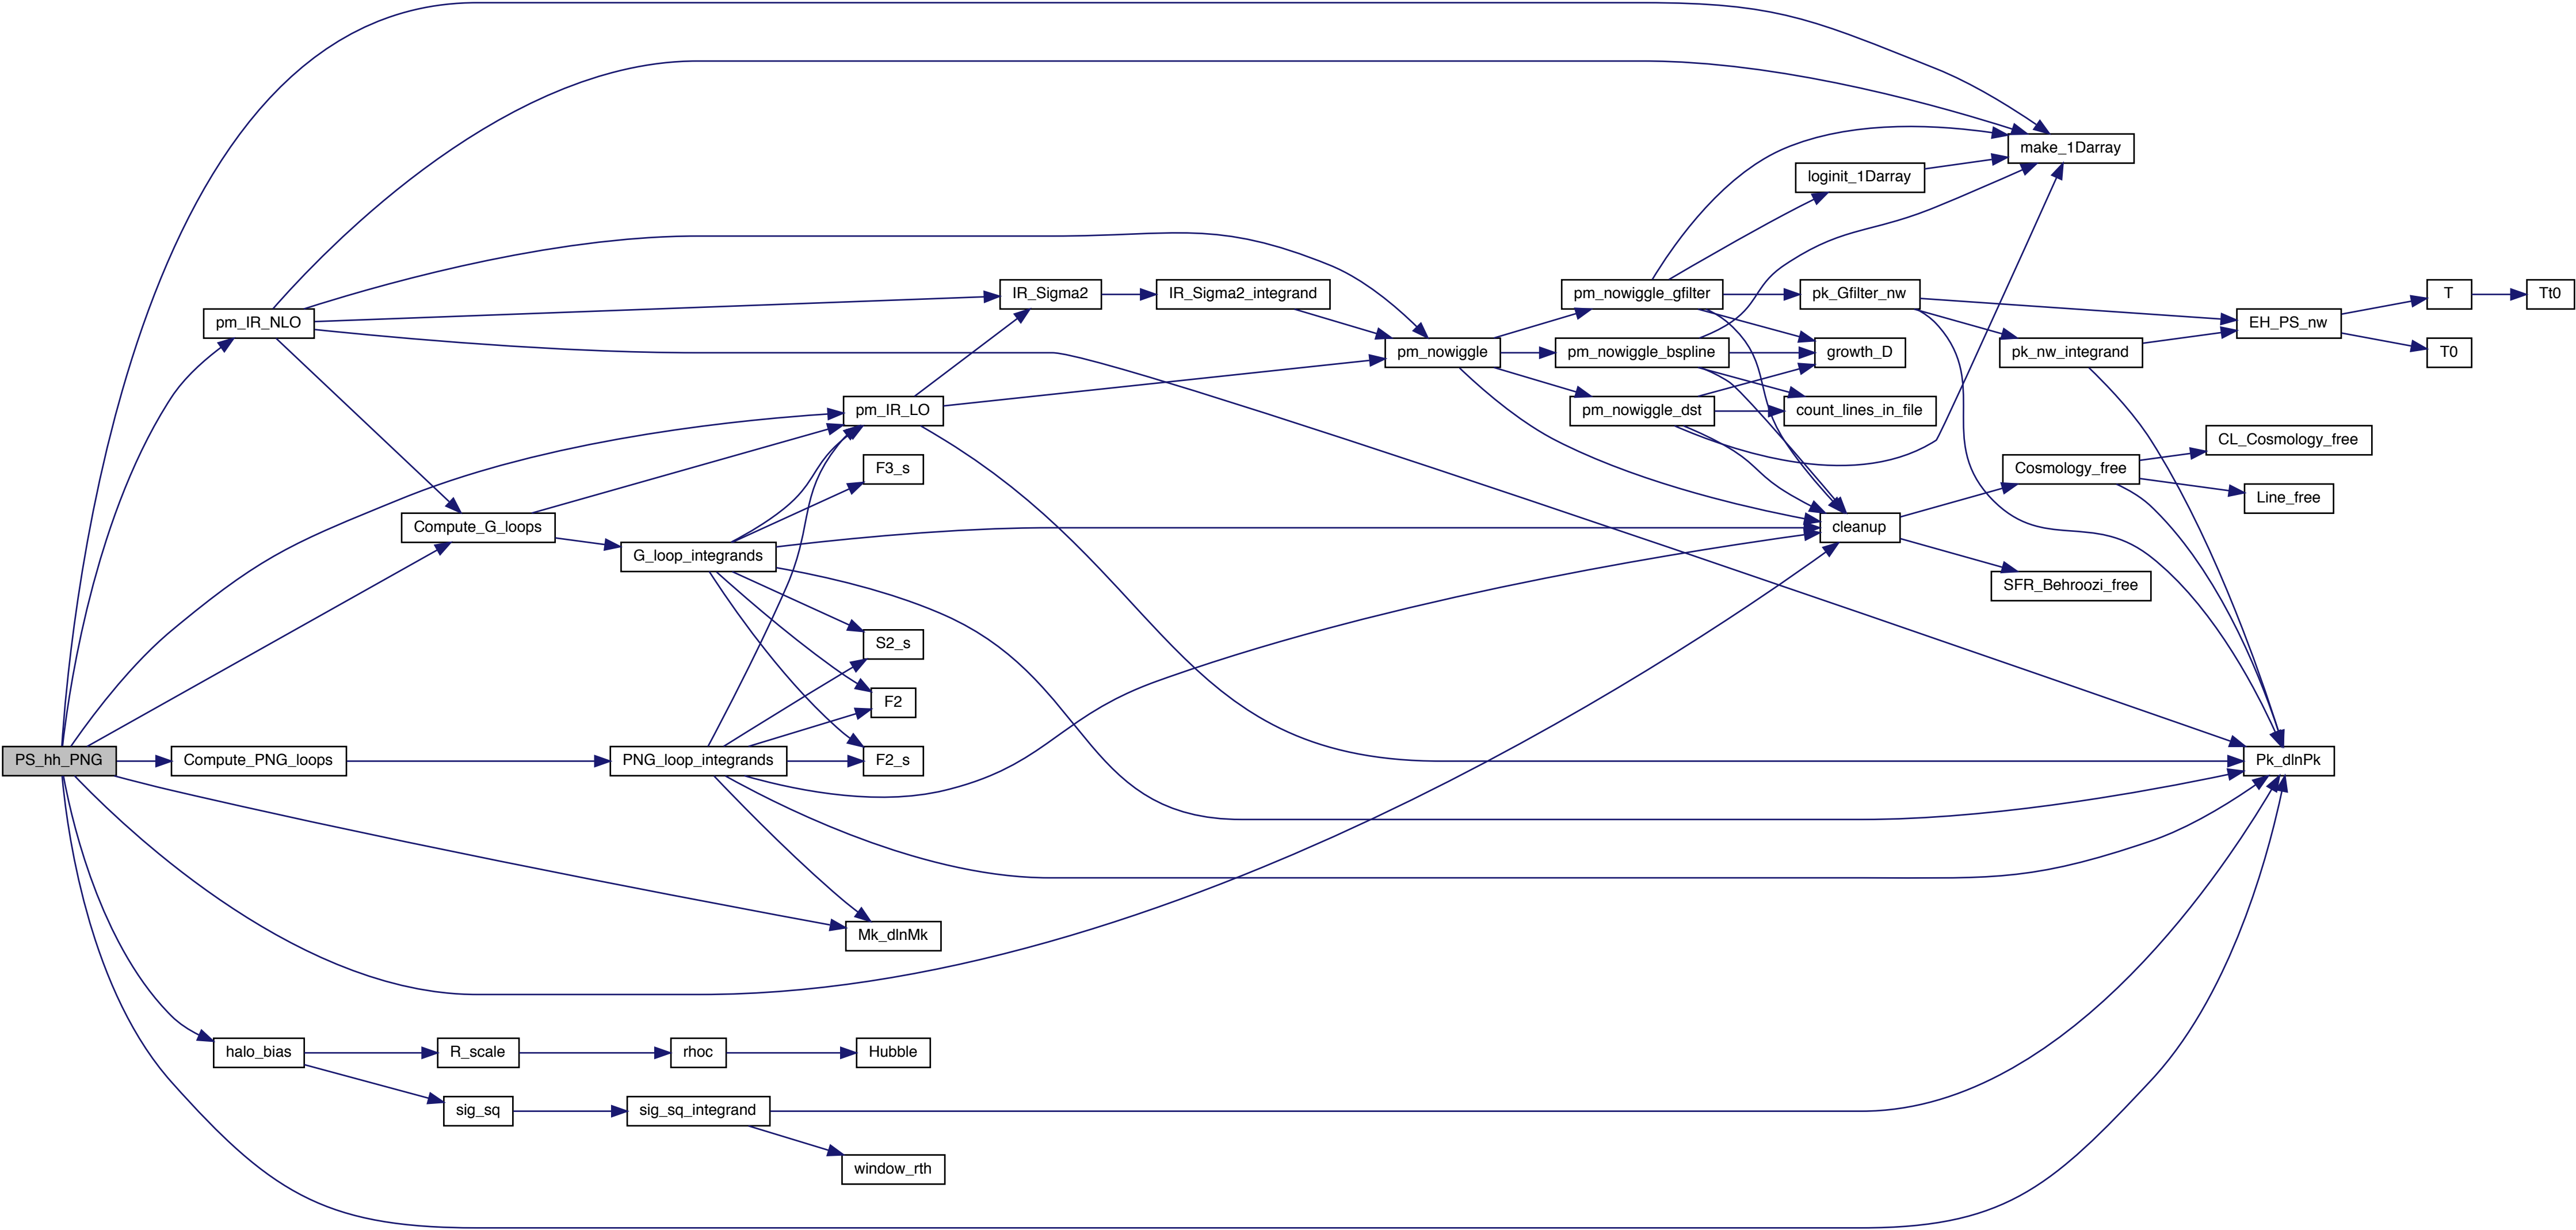 make_1Darray
loginit_1Darray
pm_IR_NLO
IR_Sigma2
IR_Sigma2_integrand
pm_nowiggle_gfilter
pk_Gfilter_nw
T
Tt0
EH_PS_nw
pm_nowiggle
pm_nowiggle_bspline
growth_D
pk_nw_integrand
T0
pm_IR_LO
pm_nowiggle_dst
count_lines_in_file
CL_Cosmology_free
F3_s
Cosmology_free
Line_free
Compute_G_loops
cleanup
G_loop_integrands
SFR_Behroozi_free
S2_s
F2
PS_hh_PNG
Compute_PNG_loops
PNG_loop_integrands
F2_s
Pk_dlnPk
Mk_dlnMk
halo_bias
R_scale
rhoc
Hubble
sig_sq
sig_sq_integrand
window_rth